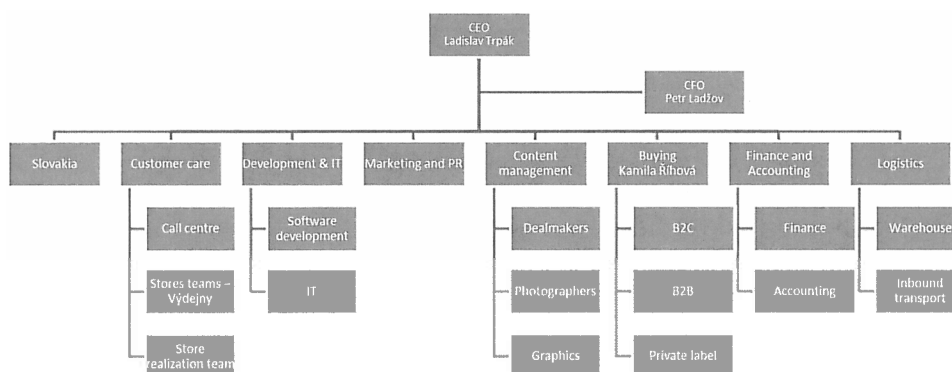 CEO
Ladislav Trpák
CFO
Petr Ladžov
Slovakia
Customer care
Development & IT
Marketing and PR
Content
management
Buying
Kamila Říhová
Finance and
Accounting
Logistics
Call centre
Software
development
Dealmakers
B2C
Finance
Warehouse
Stores teams –
Výdejny
IT
Photographers
B2B
Accounting
Inbound
transport
Store
realization team
Graphics
Private label